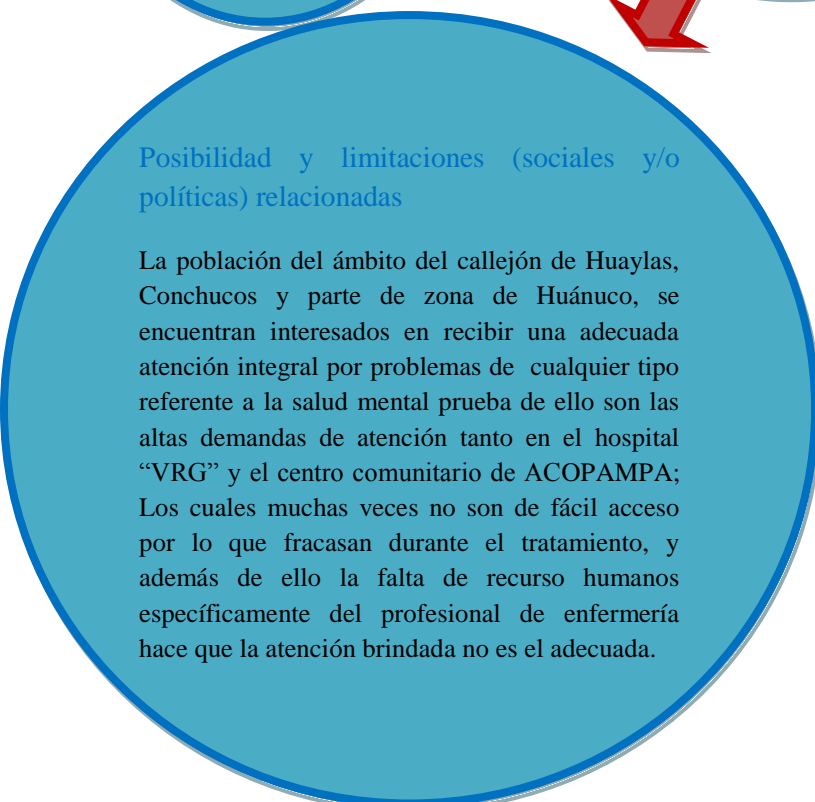 Posibilidad y limitaciones (sociales y/o
políticas) relacionadas
La población del ámbito del callejón de Huaylas,
Conchucos y parte de zona de Huánuco, se
encuentran interesados en recibir una adecuada
atención integral por problemas de cualquier tipo
referente a la salud mental prueba de ello son las
altas demandas de atención tanto en el hospital
“VRG” y el centro comunitario de ACOPAMPA;
Los cuales muchas veces no son de fácil acceso
por lo que fracasan durante el tratamiento, y
además de ello la falta de recurso humanos
específicamente del profesional de enfermería
hace que la atención brindada no es el adecuada.